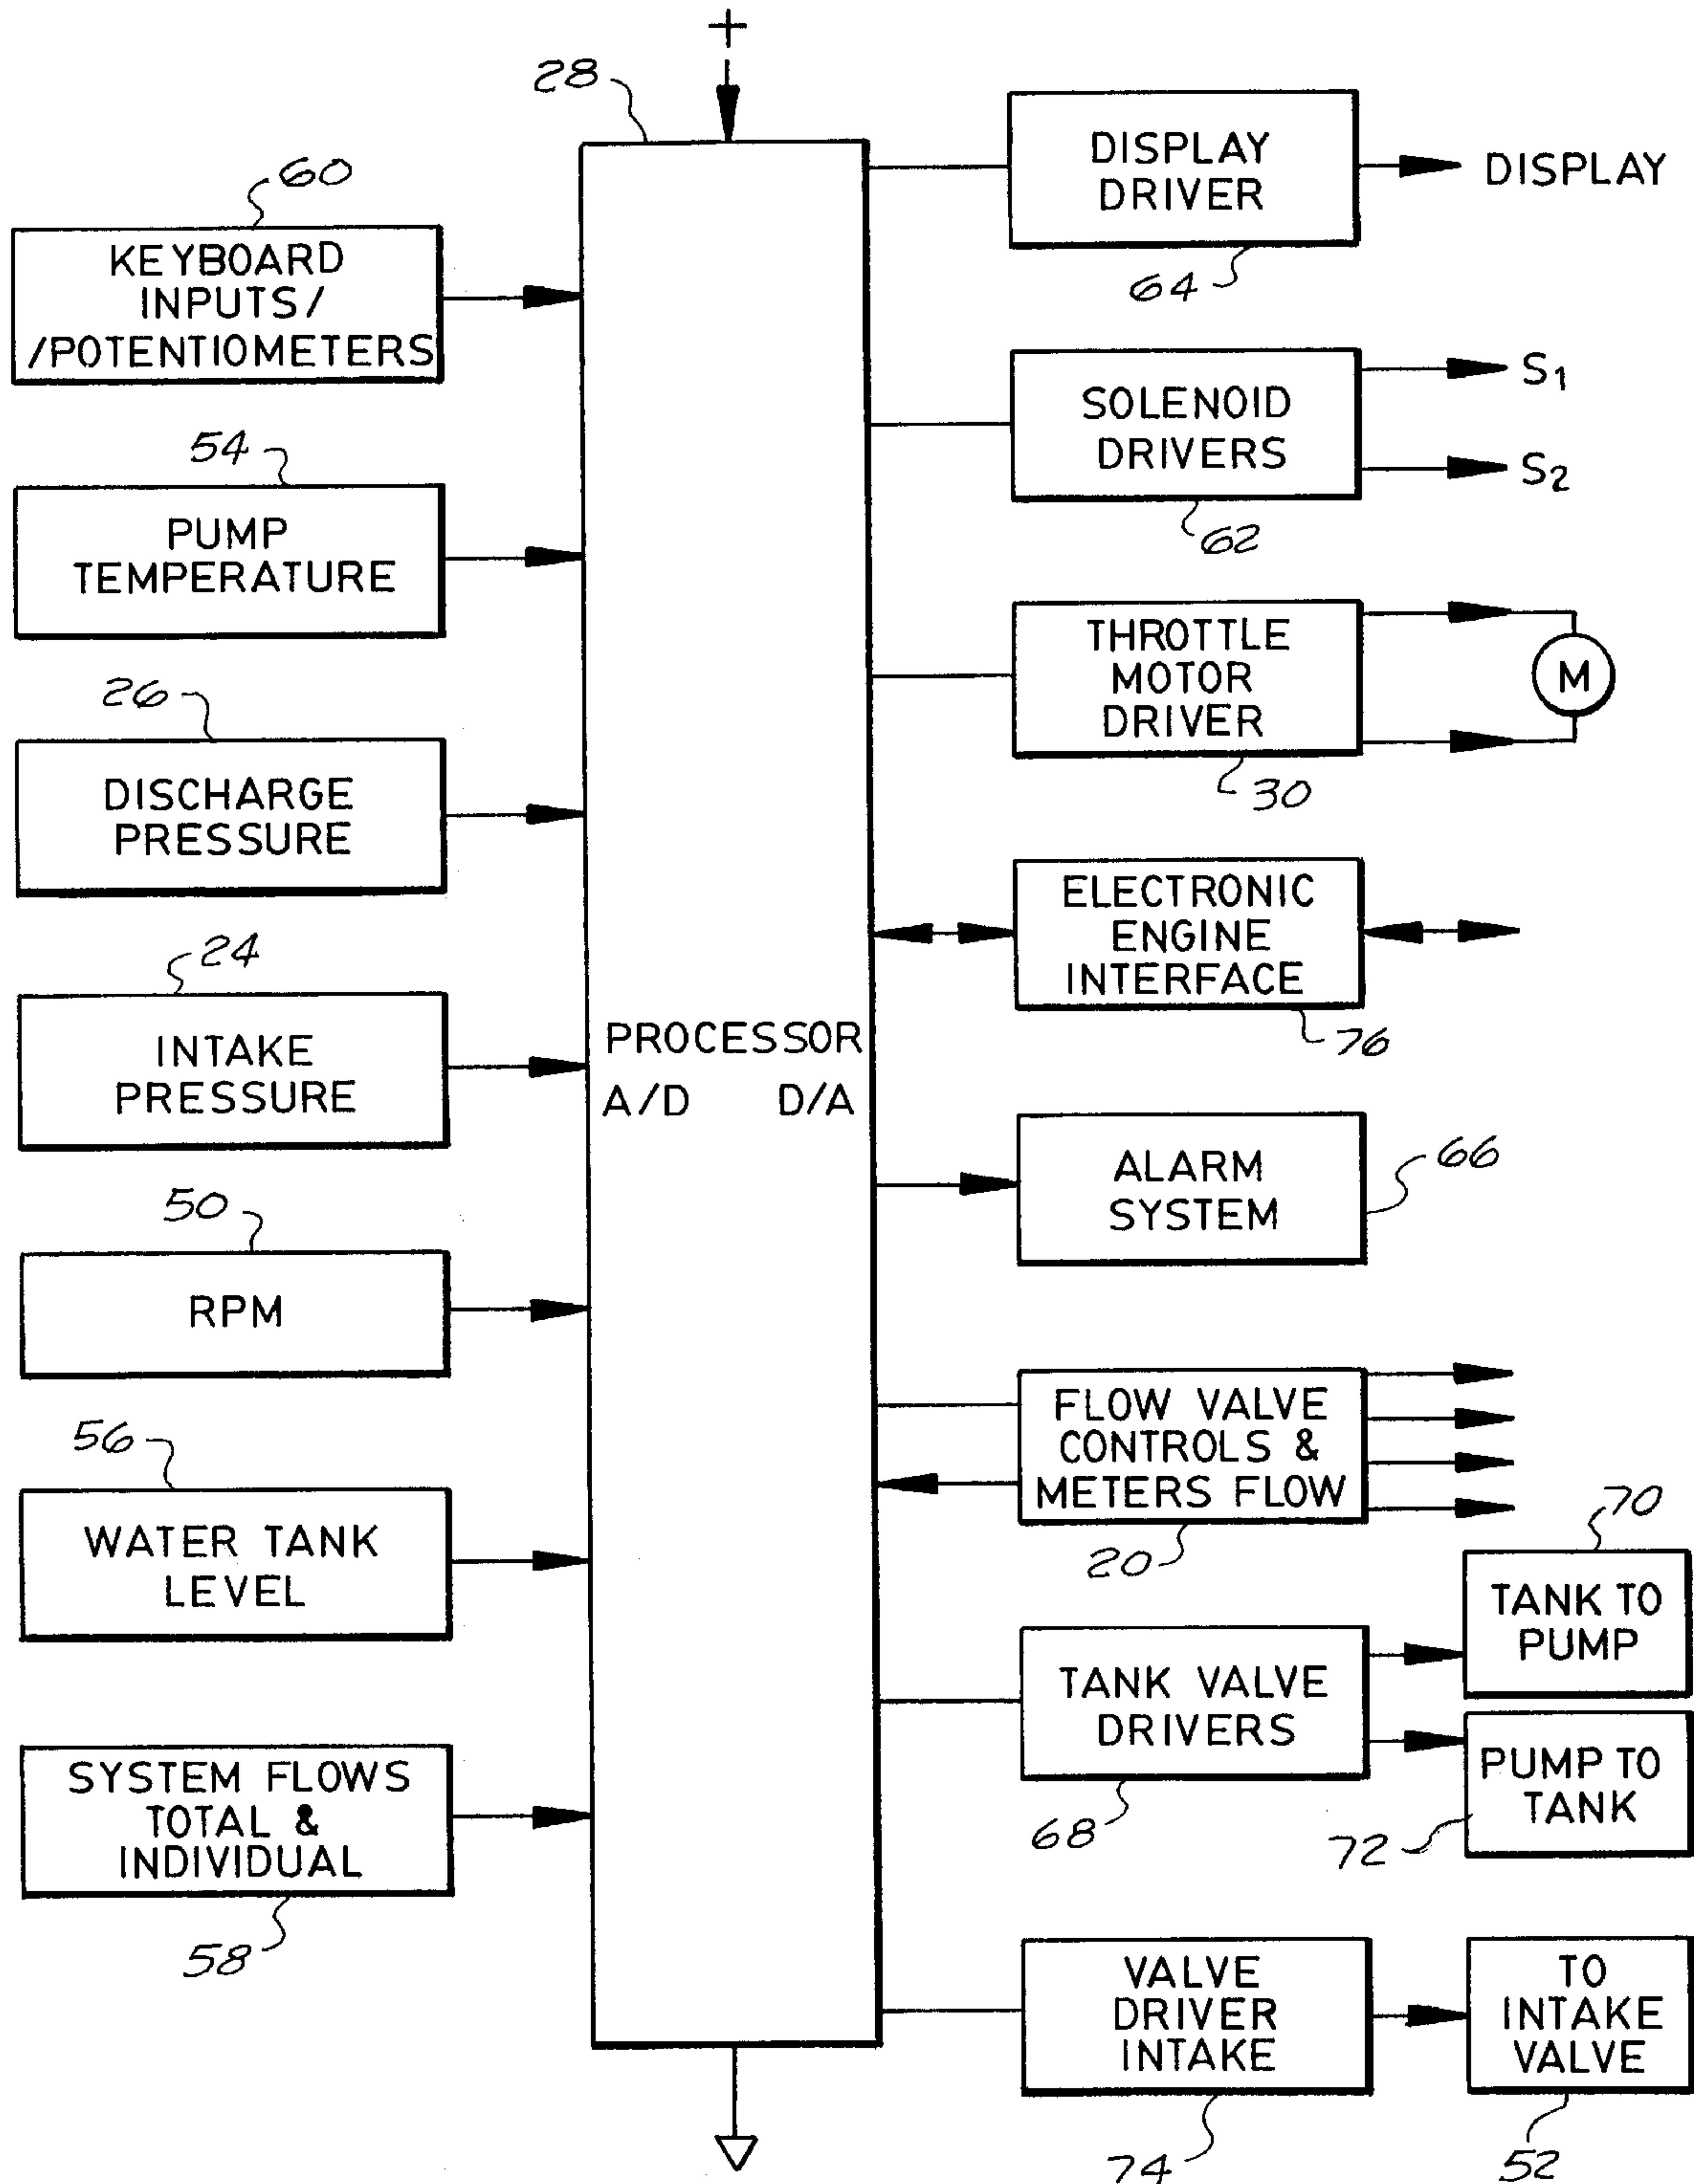 +
28
60
KEYBOARD
INPUTS/
/POTENTIOMETERS
54
PUMP
TEMPERATURE
26
DISCHARGE
PRESSURE
24
INTAKE
PRESSURE
50
RPM
56
WATER TANK
LEVEL
SYSTEM FLOWS
TOTAL &
INDIVIDUAL
58
PROCESSOR
A/D D/A
DISPLAY
DRIVER
64
DISPLAY
SOLENOID
DRIVERS
62
S1
S2
THROTTLE
MOTOR
DRIVER
30
M
ELECTRONIC
ENGINE
INTERFACE
76
ALARM
SYSTEM
66
FLOW VALVE
CONTROLS &
METERS FLOW
20
TANK VALVE
DRIVERS
68
70
TANK TO
PUMP
PUMP TO
TANK
72
VALVE
DRIVER
INTAKE
74
TO
INTAKE
VALVE
52